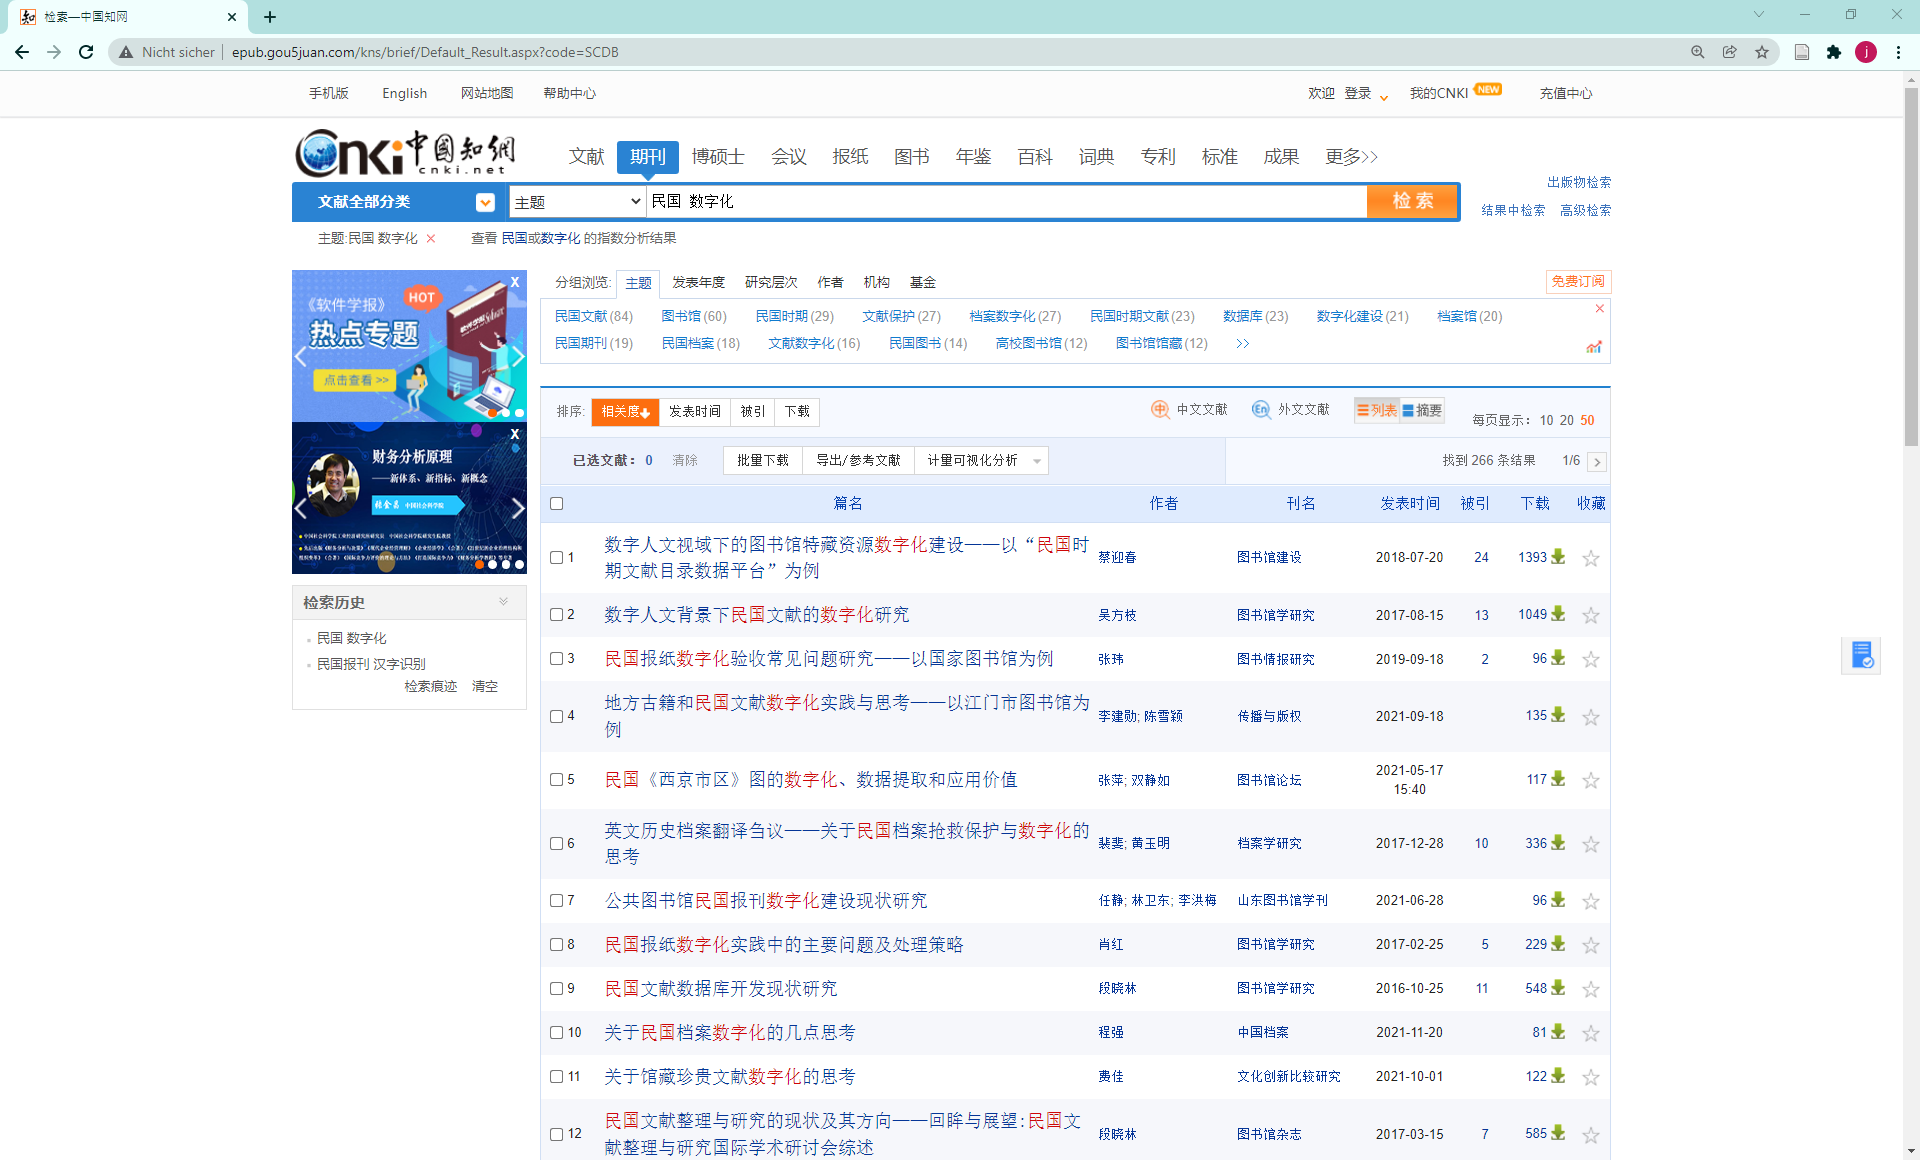 检索—中国知网
Nicht sicher
epub.gou5juan.com/kns/brief/Default_Result.aspx?code=SCDB
手机版 English 网站地图 帮助中心
欢迎 登录 我的CNKI NEW 充值中心
Cnki 中國知網
cnki.net
文献 期刊 博硕士 会议 报纸 图书 年鉴 百科 词典 专利 标准 成果 更多>>
文献全部分类 主题 民国 数字化 检索
出版物检索
结果中检索 高级检索
主题:民国 数字化
查看 民国或数字化 的指数分析结果
《软件学报》 HOT
热点专题
点击查看 >>
X
财务分析原理
——新体系、新指标、新概念
张金昌 中国社会科学院
X
检索历史
民国 数字化
民国报刊 汉字识别
检索痕迹 清空
分组浏览: 主题 发表年度 研究层次 作者 机构 基金
免费订阅
民国文献(84) 图书馆(60) 民国时期(29) 文献保护(27) 档案数字化(27) 民国时期文献(23) 数据库(23) 数字化建设(21) 档案馆(20)
民国期刊(19) 民国档案(18) 文献数字化(16) 民国图书(14) 高校图书馆(12) 图书馆馆藏(12) >>
排序: 相关度 发表时间 被引 下载
中 中文文献 En 外文文献 列表 摘要 每页显示: 10 20 50
已选文献: 0 清除 批量下载 导出/参考文献 计量可视化分析
找到 266 条结果 1/6
篇名 作者 刊名 发表时间 被引 下载 收藏
1 数字人文视域下的图书馆特藏资源数字化建设——以“民国时期文献目录数据平台”为例 蔡迎春 图书馆建设 2018-07-20 24 1393
2 数字人文背景下民国文献的数字化研究 吴方枝 图书馆学研究 2017-08-15 13 1049
3 民国报纸数字化验收常见问题研究——以国家图书馆为例 张玮 图书情报研究 2019-09-18 2 96
4 地方古籍和民国文献数字化实践与思考——以江门市图书馆为例 李建勋; 陈雪颖 传播与版权 2021-09-18 135
5 民国《西京市区》图的数字化、数据提取和应用价值 张萍; 双静如 图书馆论坛 2021-05-17 15:40 117
6 英文历史档案翻译刍议——关于民国档案抢救保护与数字化的思考 裴斐; 黄玉明 档案学研究 2017-12-28 10 336
7 公共图书馆民国报刊数字化建设现状研究 任静; 林卫东; 李洪梅 山东图书馆学刊 2021-06-28 96
8 民国报纸数字化实践中的主要问题及处理策略 肖红 图书馆学研究 2017-02-25 5 229
9 民国文献数据库开发现状研究 段晓林 图书馆学研究 2016-10-25 11 548
10 关于民国档案数字化的几点思考 程强 中国档案 2021-11-20 81
11 关于馆藏珍贵文献数字化的思考 费佳 文化创新比较研究 2021-10-01 122
12 民国文献整理与研究的现状及其方向——回眸与展望:民国文献整理与研究国际学术研讨会综述 段晓林 图书馆杂志 2017-03-15 7 585